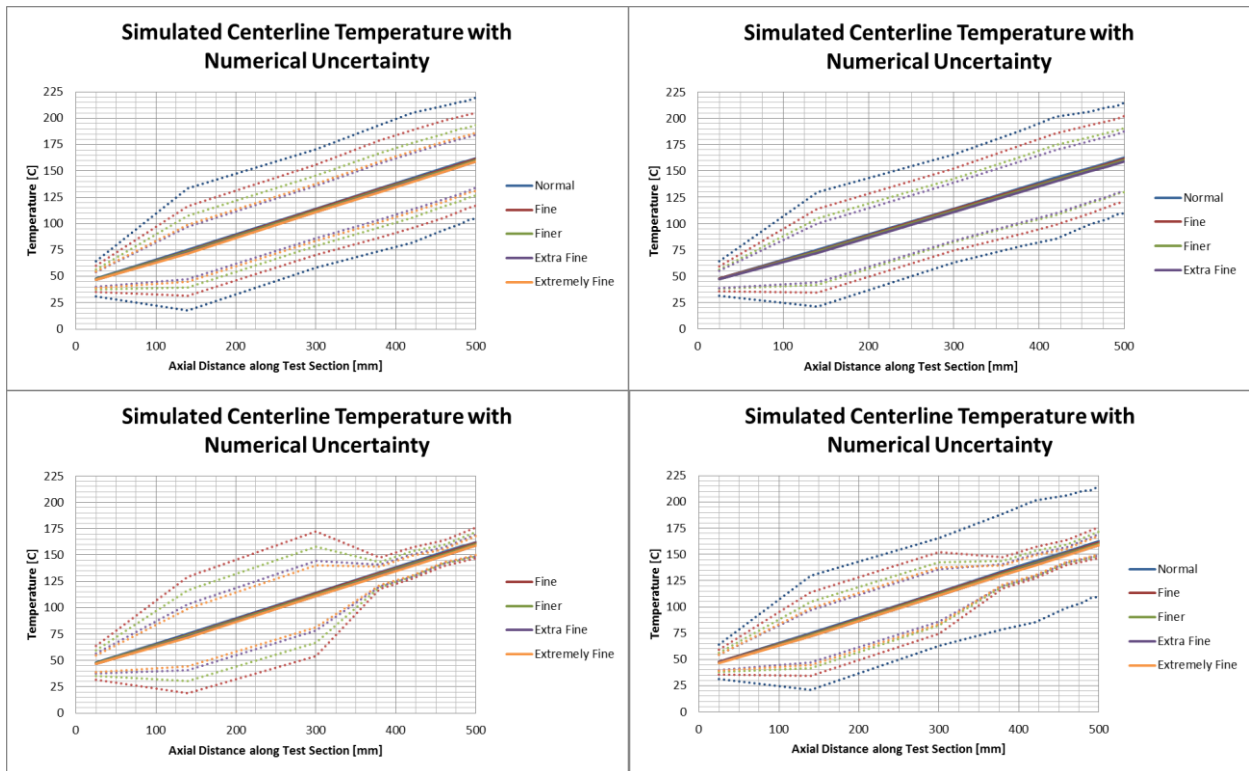 Simulated Centerline Temperature with
Numerical Uncertainty
Temperature [C]
225
200
175
150
125
100
75
50
25
0
0 100 200 300 400 500
Axial Distance along Test Section [mm]
Normal
Fine
Finer
Extra Fine
Extremely Fine
Simulated Centerline Temperature with
Numerical Uncertainty
Temperature [C]
225
200
175
150
125
100
75
50
25
0
0 100 200 300 400 500
Axial Distance along Test Section [mm]
Normal
Fine
Finer
Extra Fine
Simulated Centerline Temperature with
Numerical Uncertainty
Temperature [C]
225
200
175
150
125
100
75
50
25
0
0 100 200 300 400 500
Axial Distance along Test Section [mm]
Fine
Finer
Extra Fine
Extremely Fine
Simulated Centerline Temperature with
Numerical Uncertainty
Temperature [C]
225
200
175
150
125
100
75
50
25
0
0 100 200 300 400 500
Axial Distance along Test Section [mm]
Normal
Fine
Finer
Extra Fine
Extremely Fine